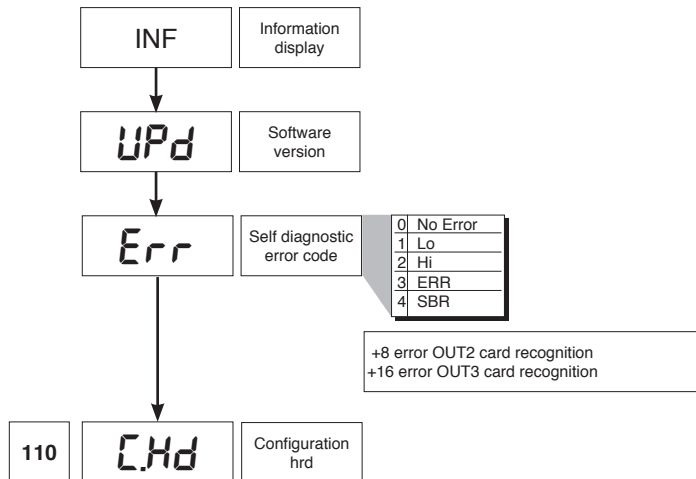 INF
Information
display
UPd
Software
version
Err
Self diagnostic
error code
0 No Error
1 Lo
2 Hi
3 ERR
4 SBR
+8 error OUT2 card recognition
+16 error OUT3 card recognition
110
C.Hd
Configuration
hrd